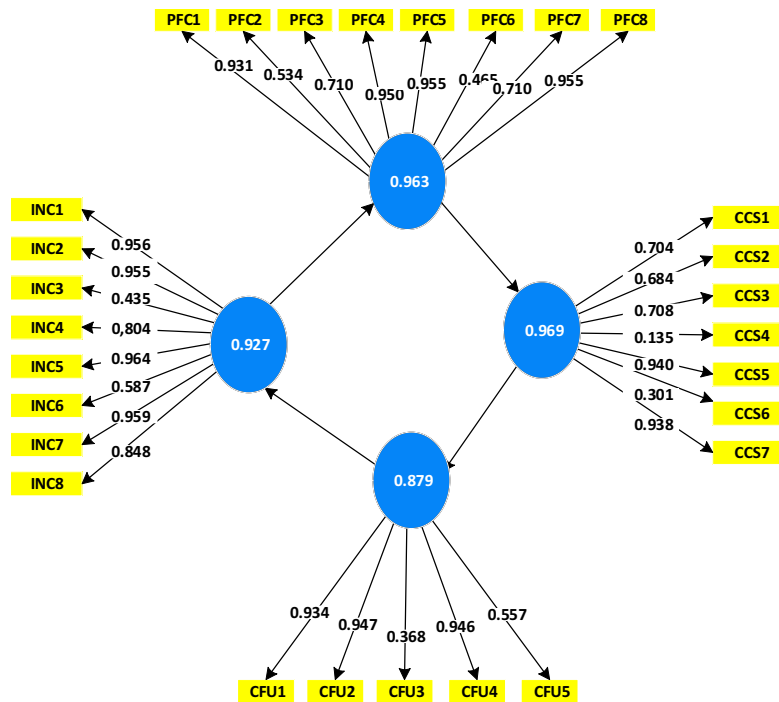 PFC1 PFC2 PFC3 PFC4 PFC5 PFC6 PFC7 PFC8
0.931 0.534 0.710 0.950 0.955 0.465 0.710 0.955
0.963
INC1
INC2
INC3
INC4
INC5
INC6
INC7
INC8
0.956
0.955
0.435
0,804
0.964
0.587
0.959
0.848
0.927
0.969
0.704
0.684
0.708
0.135
0.940
0.301
0.938
CCS1
CCS2
CCS3
CCS4
CCS5
CCS6
CCS7
0.879
0.934 0.947 0.368 0.946 0.557
CFU1 CFU2 CFU3 CFU4 CFU5